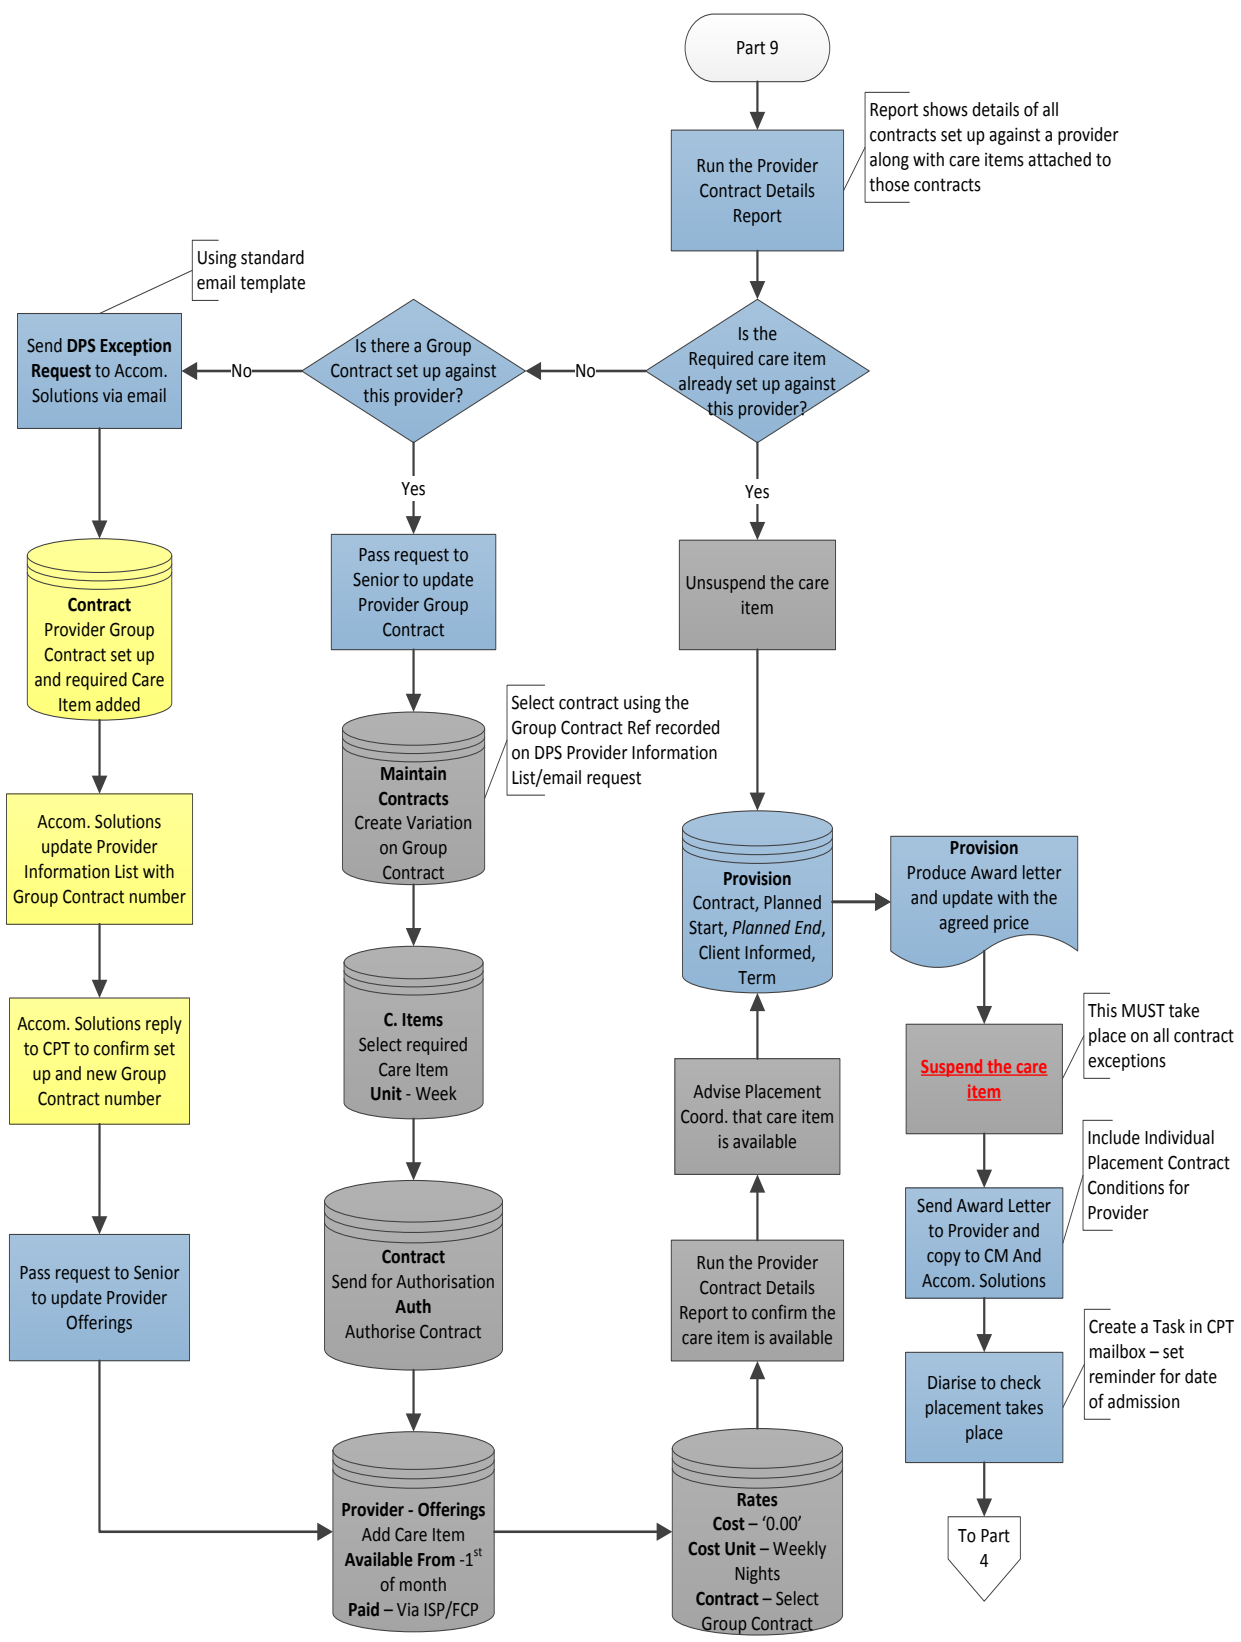 Part 9
Run the Provider
Contract Details
Report
Report shows details of all
contracts set up against a provider
along with care items attached to
those contracts
Using standard
email template
Send DPS Exception
Request to Accom.
Solutions via email
No
Is there a Group
Contract set up against
this provider?
No
Is the
Required care item
already set up against
this provider?
Yes
Yes
Contract
Provider Group
Contract set up
and required Care
Item added
Pass request to
Senior to update
Provider Group
Contract
Unsuspend the care
item
Select contract using the
Group Contract Ref recorded
on DPS Provider Information
List/email request
Maintain
Contracts
Create Variation
on Group
Contract
Accom. Solutions
update Provider
Information List with
Group Contract number
Provision
Contract, Planned
Start, Planned End,
Client Informed,
Term
Provision
Produce Award letter
and update with the
agreed price
Accom. Solutions reply
to CPT to confirm set
up and new Group
Contract number
C. Items
Select required
Care Item
Unit - Week
Advise Placement
Coord. that care item
is available
Suspend the care
item
This MUST take
place on all contract
exceptions
Include Individual
Placement Contract
Conditions for
Provider
Pass request to Senior
to update Provider
Offerings
Contract
Send for Authorisation
Auth
Authorise Contract
Run the Provider
Contract Details
Report to confirm the
care item is available
Send Award Letter
to Provider and
copy to CM And
Accom. Solutions
Create a Task in CPT
mailbox – set
reminder for date
of admission
Diarise to check
placement takes
place
Provider - Offerings
Add Care Item
Available From -1st
of month
Paid – Via ISP/FCP
Rates
Cost – ‘0.00’
Cost Unit – Weekly
Nights
Contract – Select
Group Contract
To Part
4